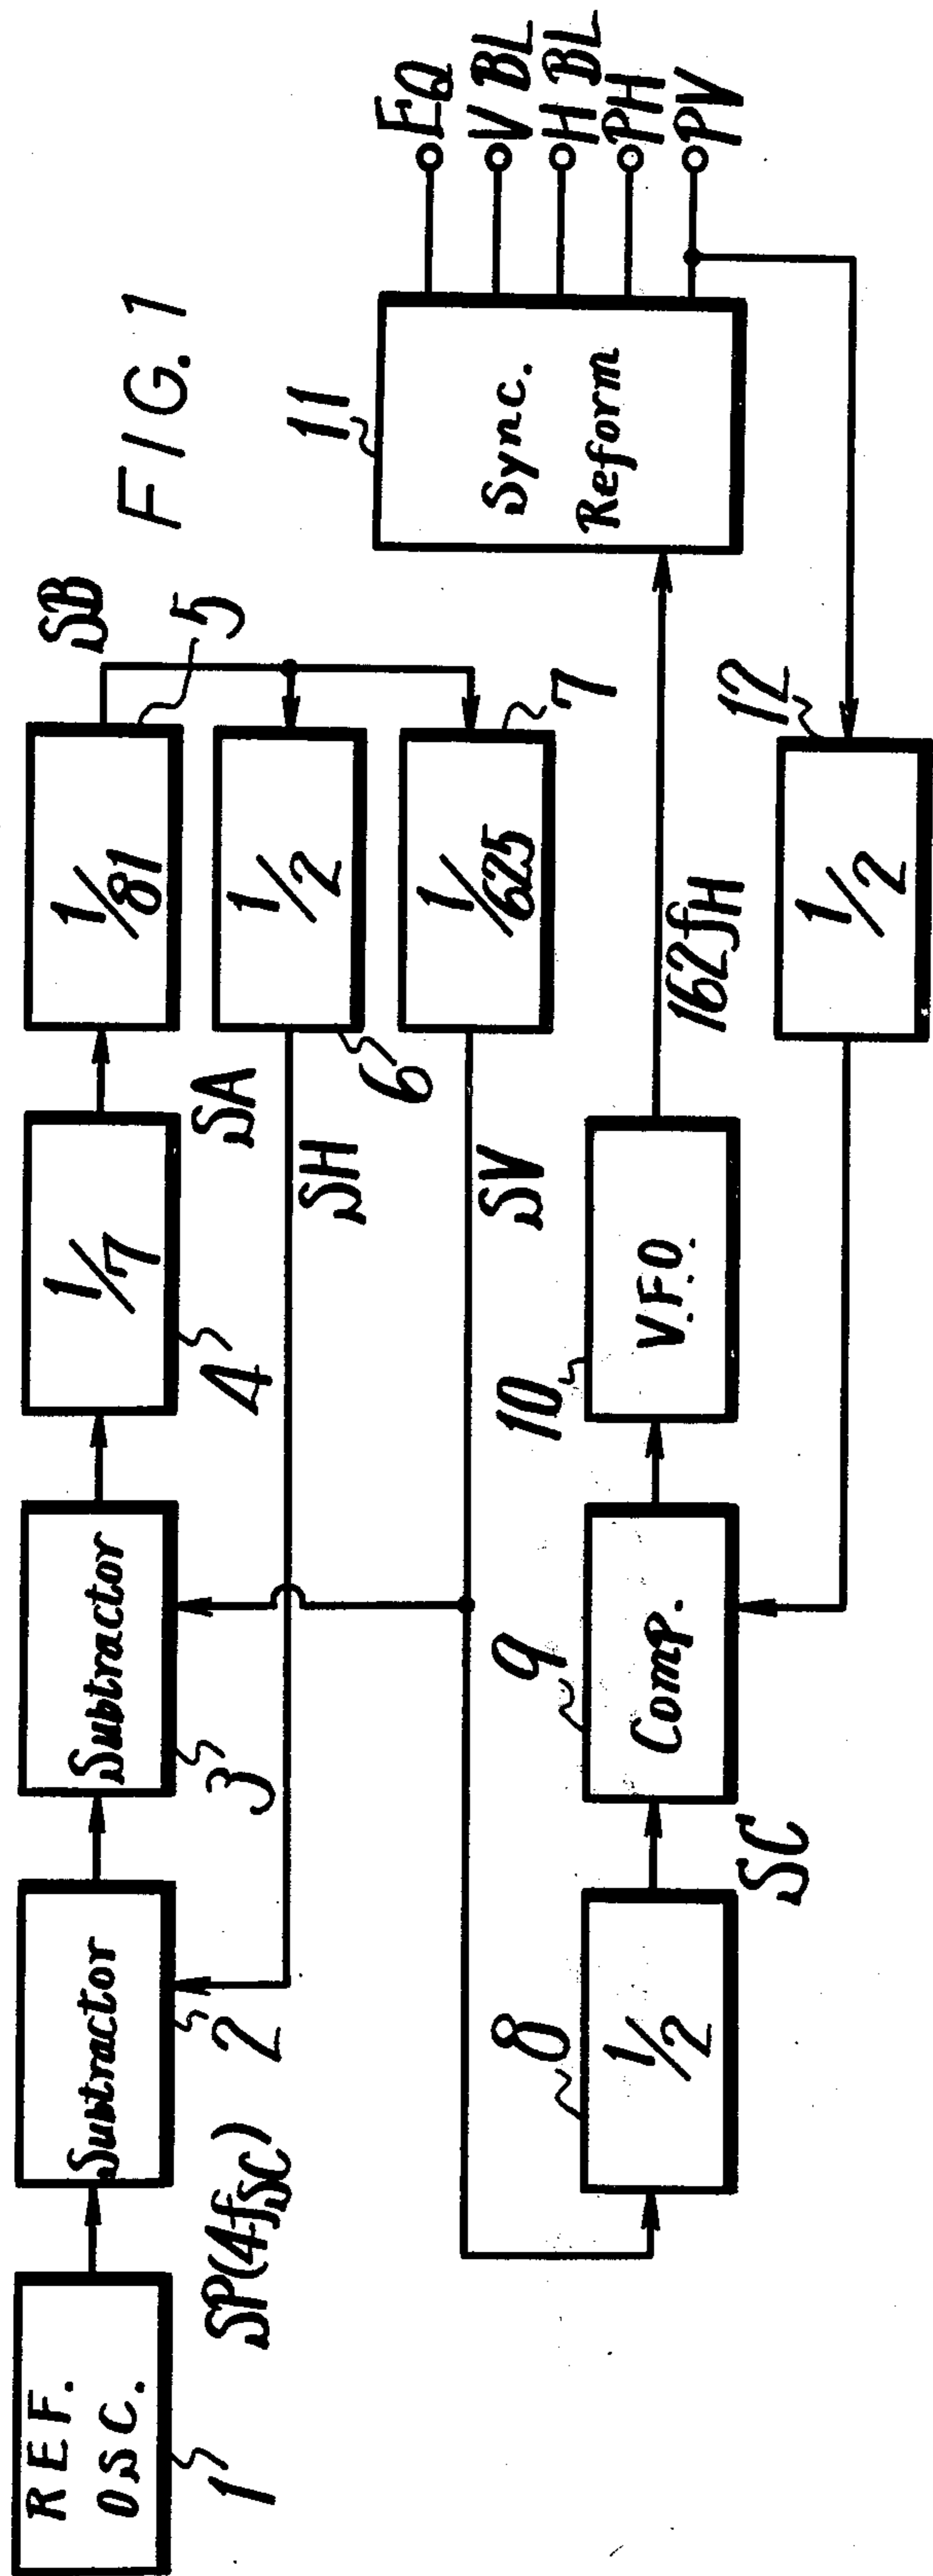 FIG. 1
REF.
OSC.
1
SP(4fSC)
Subtractor
2
Subtractor
3
1/7
4
SA
1/81
5
SB
1/2
6
SH
1/625
7
SV
1/2
8
SC
Comp.
9
V.F.O.
10
162fH
Sync.
Reform
11
EQ
V BL
H BL
PH
PV
1/2
12